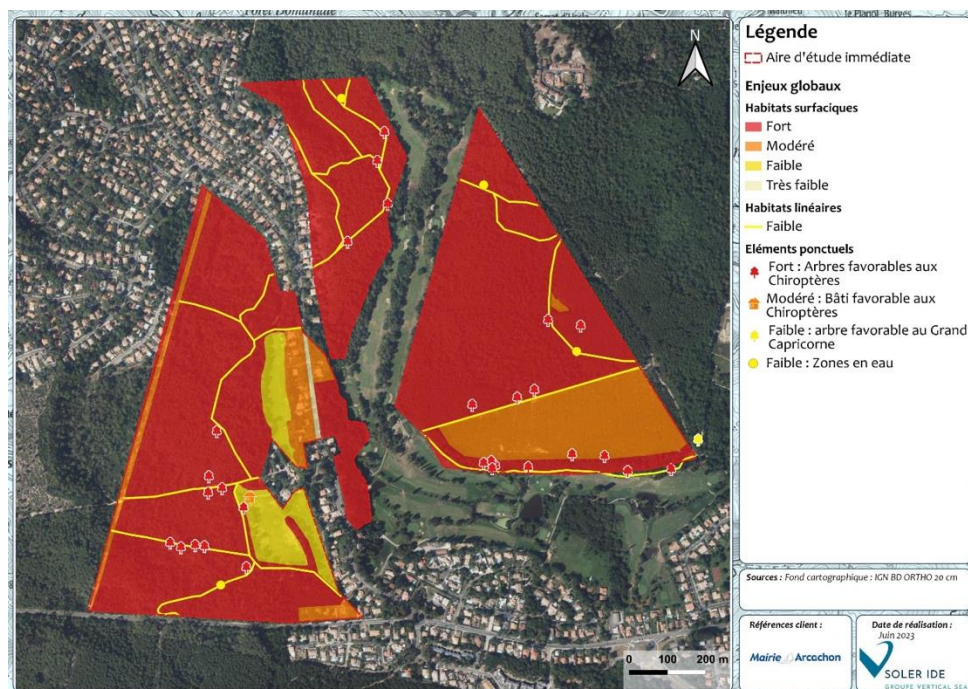 Forêt Domaniale
N
Légende
Aire d'étude immédiate
Enjeux globaux
Habitats surfaciques
Fort
Modéré
Faible
Très faible
Habitats linéaires
Faible
Eléments ponctuels
Fort : Arbres favorables aux
Chiroptères
Modéré : Bâti favorable aux
Chiroptères
Faible : arbre favorable au Grand
Capricorne
Faible : Zones en eau
0 100 200 m
Sources : Fond cartographique : IGN BD ORTHO 20 cm
Références client :
Mairie Arcachon
Date de réalisation :
Juin 2023
SOLER IDE
GROUPE VERTICAL SEA